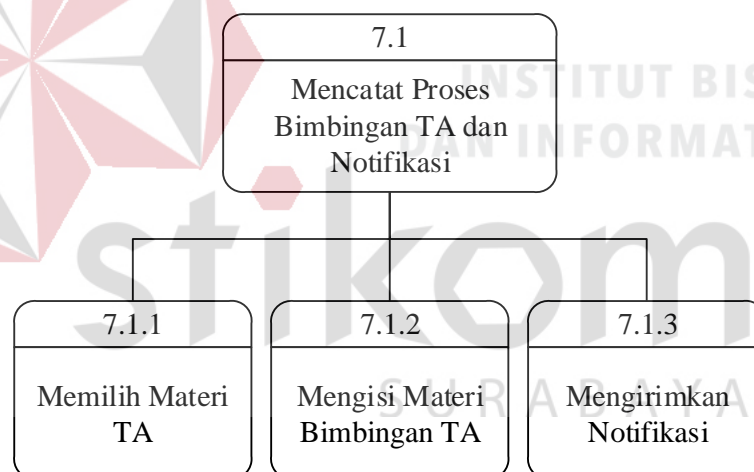 7.1
Mencatat Proses
Bimbingan TA dan
Notifikasi
INSTITUT BIS
DAN INFORMAT
stikom
SURABAYA
7.1.1
Memilih Materi
TA
7.1.2
Mengisi Materi
Bimbingan TA
7.1.3
Mengirimkan
Notifikasi